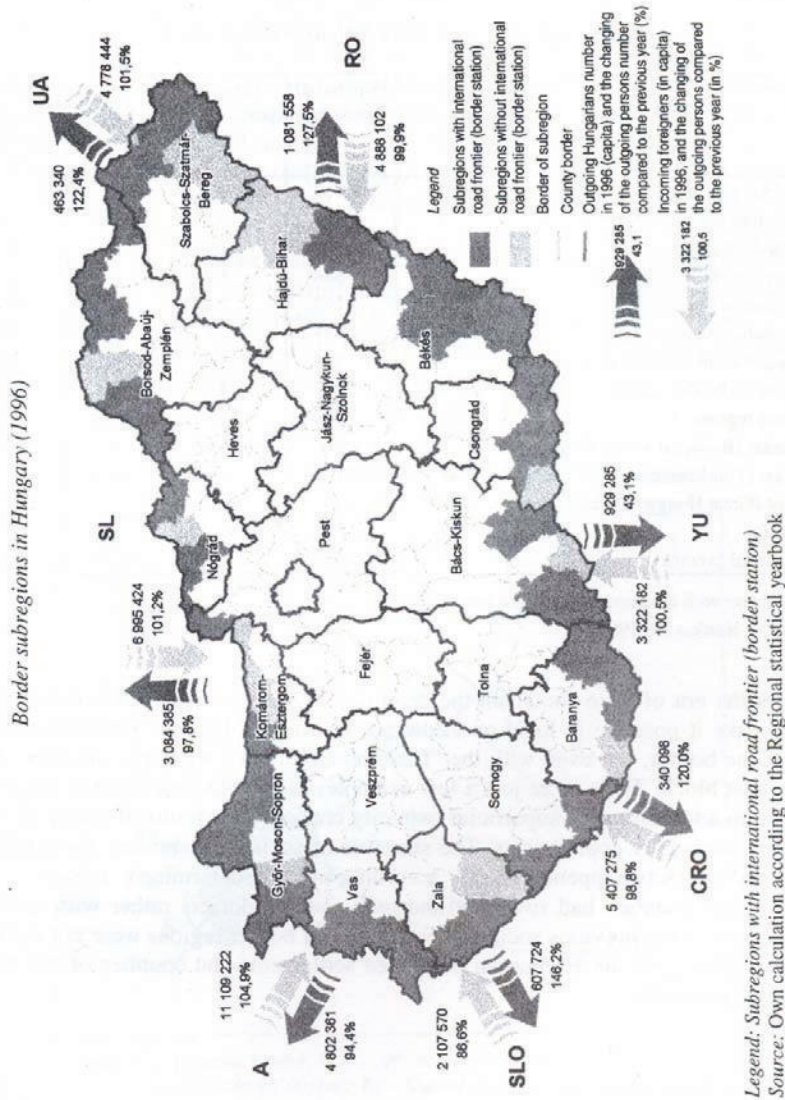 Border subregions in Hungary (1996)
UA
463 340
122,4%
4 778 444
101,5%
RO
1 081 558
127,5%
4 888 102
99,9%
SL
3 084 385
97,8%
6 995 424
101,2%
A
11 109 222
104,9%
4 802 361
94,4%
SLO
2 107 570
86,6%
607 724
146,2%
CRO
5 407 275
98,8%
340 098
120,0%
YU
3 322 182
100,5%
929 285
43,1%
Szabolcs-Szatmár-
Bereg
Borsod-Abaúj-
Zemplén
Hajdú-Bihar
Heves
Jász-Nagykun-
Szolnok
Békés
Nógrád
Pest
Csongrád
Bács-Kiskun
Komárom-
Esztergom
Fejér
Tolna
Baranya
Győr-Moson-Sopron
Veszprém
Somogy
Vas
Zala
Legend
Subregions with international
road frontier (border station)
Subregions without international
road frontier (border station)
Border of subregion
County border
Outgoing Hungarians number
in 1996 (capita) and the changing
of the outgoing persons number
compared to the previous year (%)
929 285
43,1
Incoming foreigners (in capita)
in 1996, and the changing of
the outgoing persons compared
to the previous year (in %)
3 322 182
100,5
Legend: Subregions with international road frontier (border station)
Source: Own calculation according to the Regional statistical yearbook